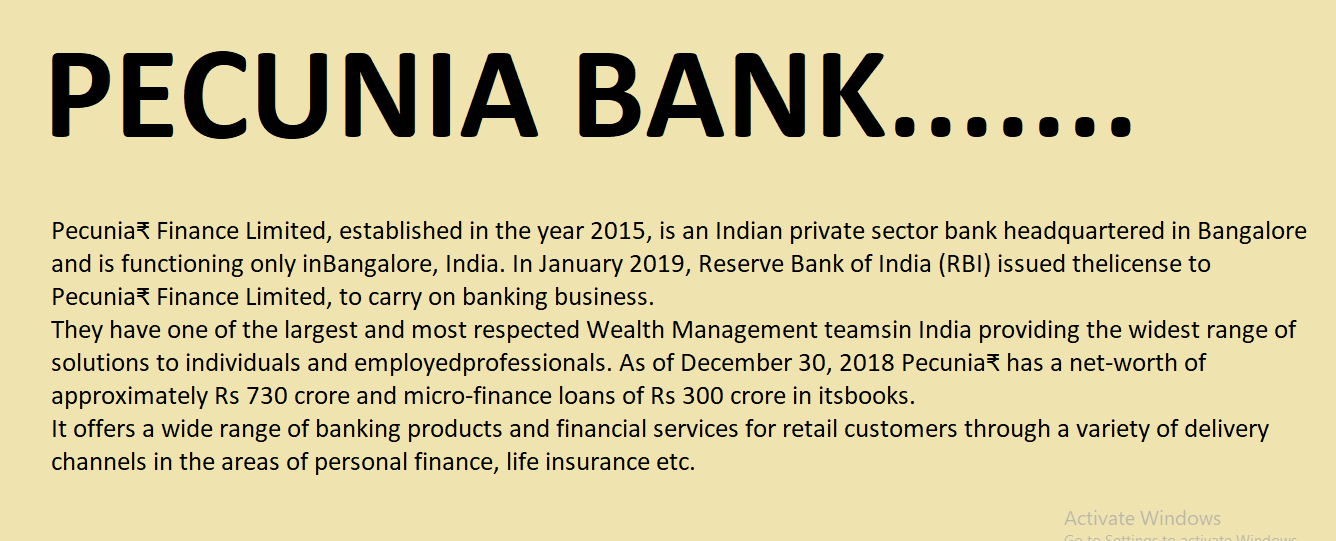 PECUNIA BANK.......
Pecunia₹ Finance Limited, established in the year 2015, is an Indian private sector bank headquartered in Bangalore
and is functioning only inBangalore, India. In January 2019, Reserve Bank of India (RBI) issued thelicense to
Pecunia₹ Finance Limited, to carry on banking business.
They have one of the largest and most respected Wealth Management teamsin India providing the widest range of
solutions to individuals and employedprofessionals. As of December 30, 2018 Pecunia₹ has a net-worth of
approximately Rs 730 crore and micro-finance loans of Rs 300 crore in itsbooks.
It offers a wide range of banking products and financial services for retail customers through a variety of delivery
channels in the areas of personal finance, life insurance etc.
Activate Windows
Go to Settings to activate Windows.